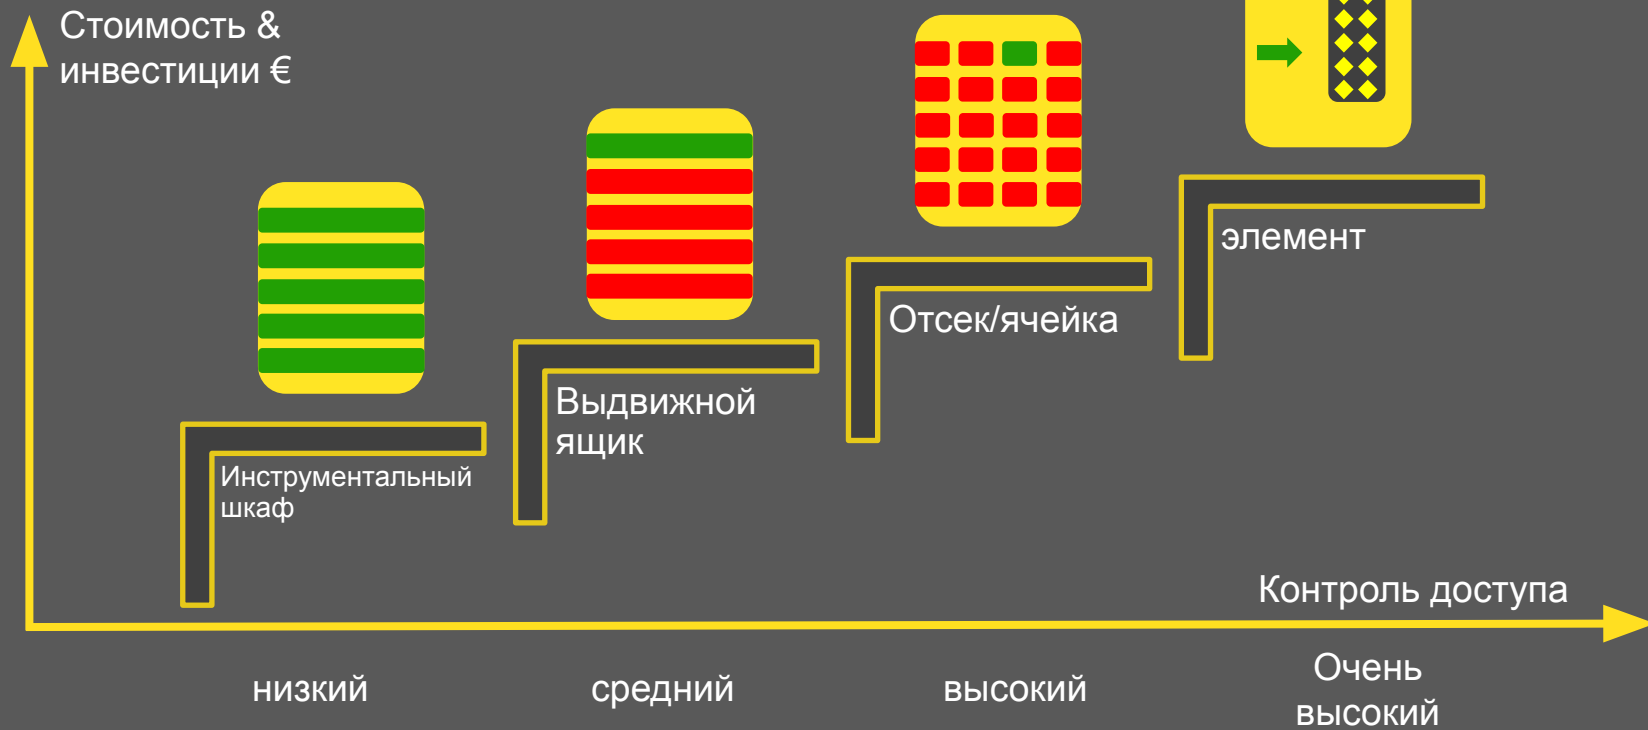 Стоимость &
инвестиции €
элемент
Отсек/ячейка
Выдвижной
ящик
Инструментальный
шкаф
Контроль доступа
низкий
средний
высокий
Очень
высокий